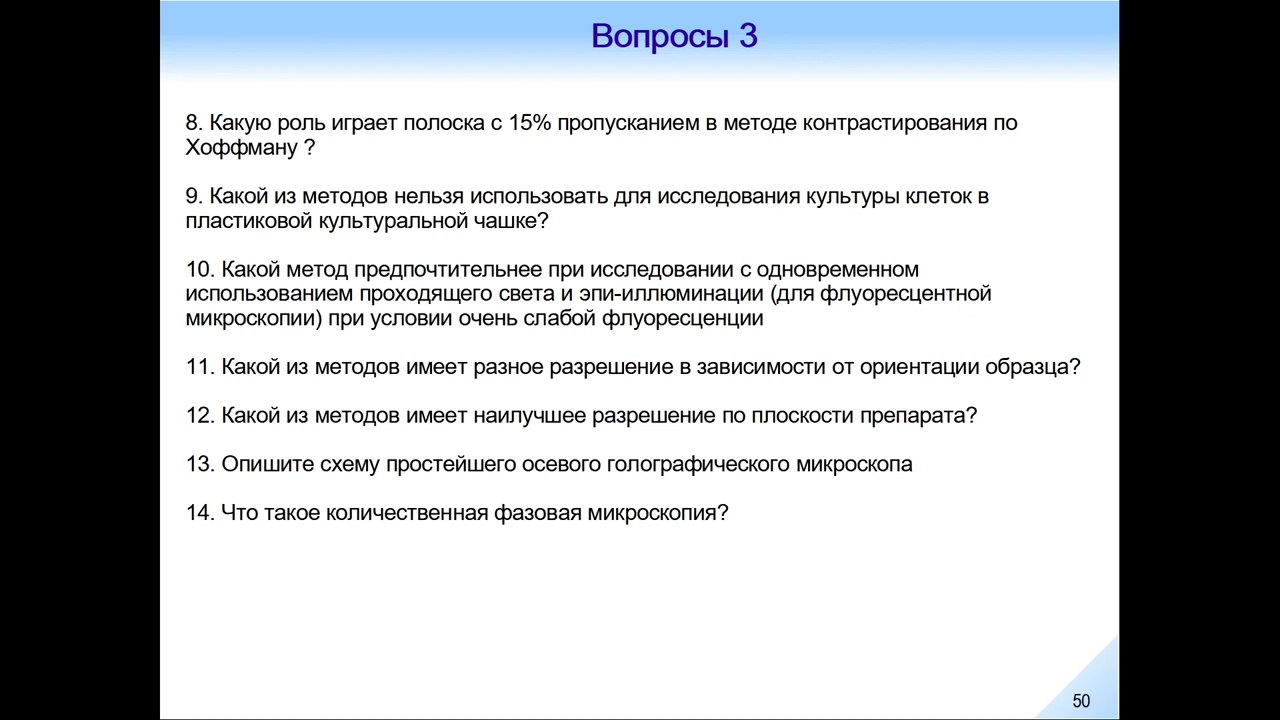 Вопросы 3
8. Какую роль играет полоска с 15% пропусканием в методе контрастирования по
Хоффману ?
9. Какой из методов нельзя использовать для исследования культуры клеток в
пластиковой культуральной чашке?
10. Какой метод предпочтительнее при исследовании с одновременном
использованием проходящего света и эпи-иллюминации (для флуоресцентной
микроскопии) при условии очень слабой флуоресценции
11. Какой из методов имеет разное разрешение в зависимости от ориентации образца?
12. Какой из методов имеет наилучшее разрешение по плоскости препарата?
13. Опишите схему простейшего осевого голографического микроскопа
14. Что такое количественная фазовая микроскопия?
50